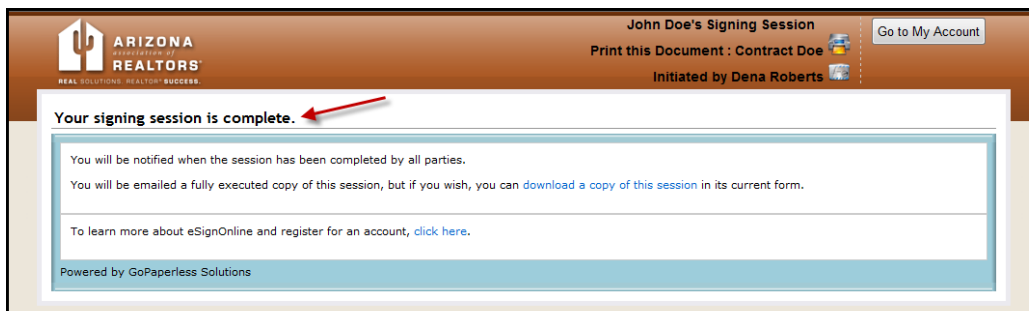 ARIZONA
association of
REALTORS®
REAL SOLUTIONS. REALTOR® SUCCESS.
John Doe's Signing Session
Print this Document : Contract Doe
Initiated by Dena Roberts
Go to My Account
Your signing session is complete.
You will be notified when the session has been completed by all parties.
You will be emailed a fully executed copy of this session, but if you wish, you can download a copy of this session in its current form.
To learn more about eSignOnline and register for an account, click here.
Powered by GoPaperless Solutions